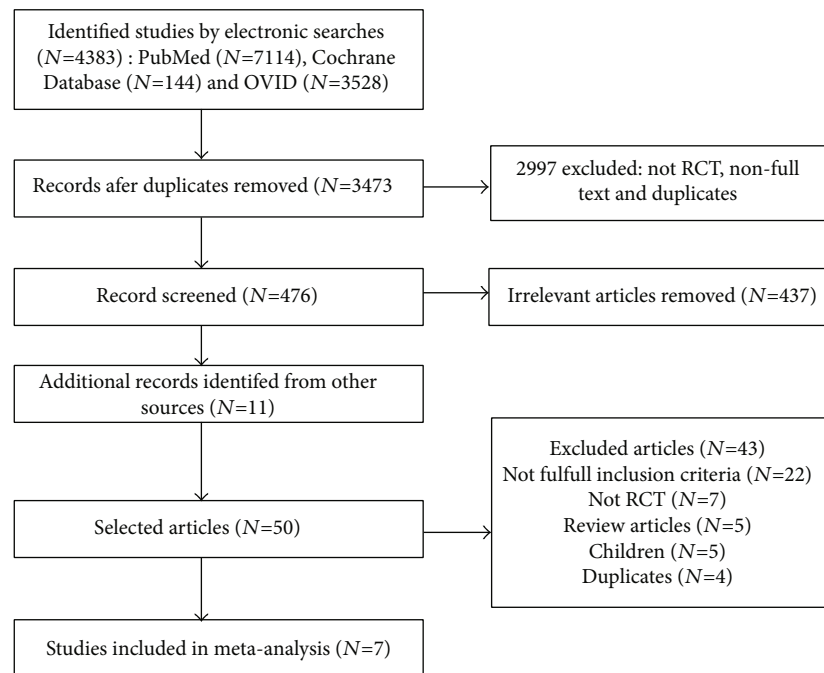 Identified studies by electronic searches
(N=4383) : PubMed (N=7114), Cochrane
Database (N=144) and OVID (N=3528)
Records afer duplicates removed (N=3473
2997 excluded: not RCT, non-full
text and duplicates
Record screened (N=476)
Irrelevant articles removed (N=437)
Additional records identifed from other
sources (N=11)
Selected articles (N=50)
Excluded articles (N=43)
Not fulfull inclusion criteria (N=22)
Not RCT (N=7)
Review articles (N=5)
Children (N=5)
Duplicates (N=4)
Studies included in meta-analysis (N=7)